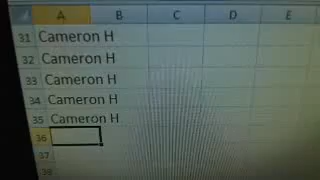 A B C D E
31 Cameron H
32 Cameron H
33 Cameron H
34 Cameron H
35 Cameron H
36
37
38